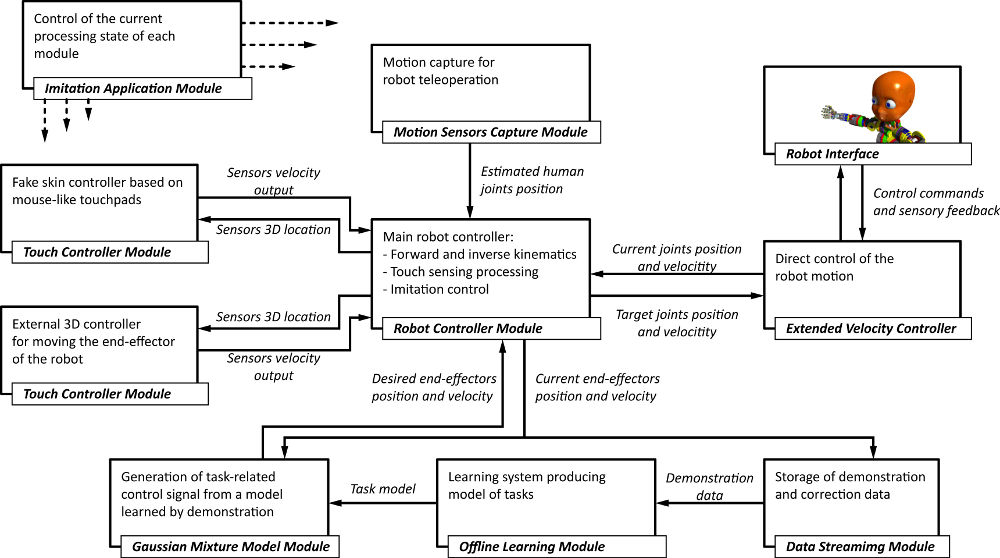 Control of the current
processing state of each
module
Imitation Application Module
Motion capture for
robot teleoperation
Motion Sensors Capture Module
Robot Interface
Estimated human
joints position
Control commands
and sensory feedback
Fake skin controller based on
mouse-like touchpads
Touch Controller Module
Sensors velocity
output
Sensors 3D location
Main robot controller:
- Forward and inverse kinematics
- Touch sensing processing
- Imitation control
Robot Controller Module
Current joints position
and velocitity
Target joints position
and velocitity
Direct control of the
robot motion
Extended Velocity Controller
External 3D controller
for moving the end-effector
of the robot
Touch Controller Module
Sensors 3D location
Sensors velocity
output
Desired end-effectors
position and velocity
Current end-effectors
position and velocity
Generation of task-related
control signal from a model
learned by demonstration
Gaussian Mixture Model Module
Task model
Learning system producing
model of tasks
Offline Learning Module
Demonstration
data
Storage of demonstration
and correction data
Data Streamimg Module